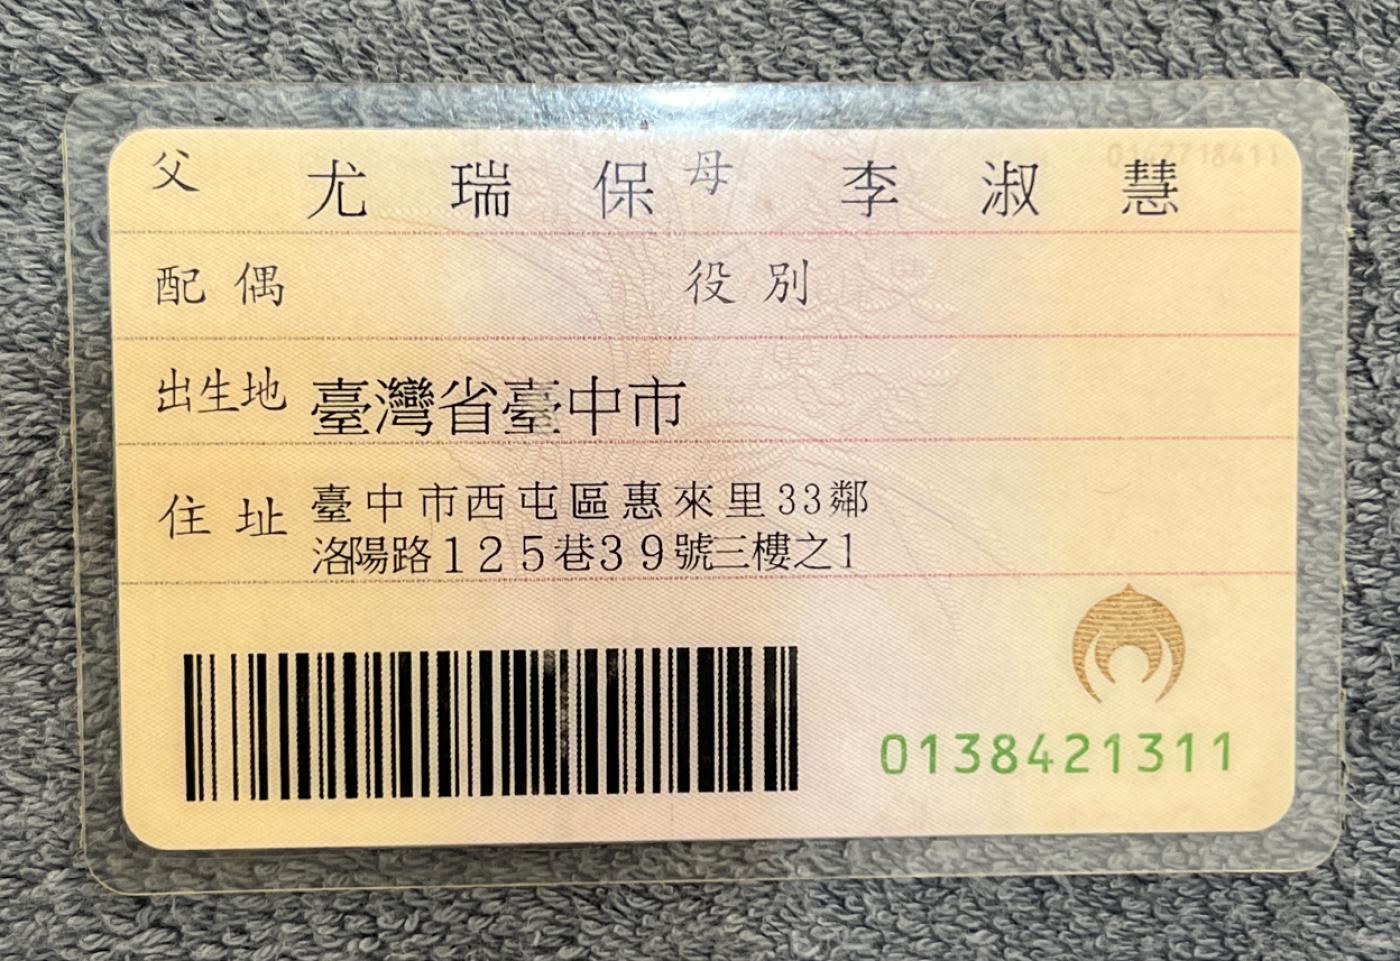 父 尤瑞保 母 李淑慧
配偶 役別
出生地 臺灣省臺中市
住址 臺中市西屯區惠來里33鄰
洛陽路125巷39號三樓之1
0138421311